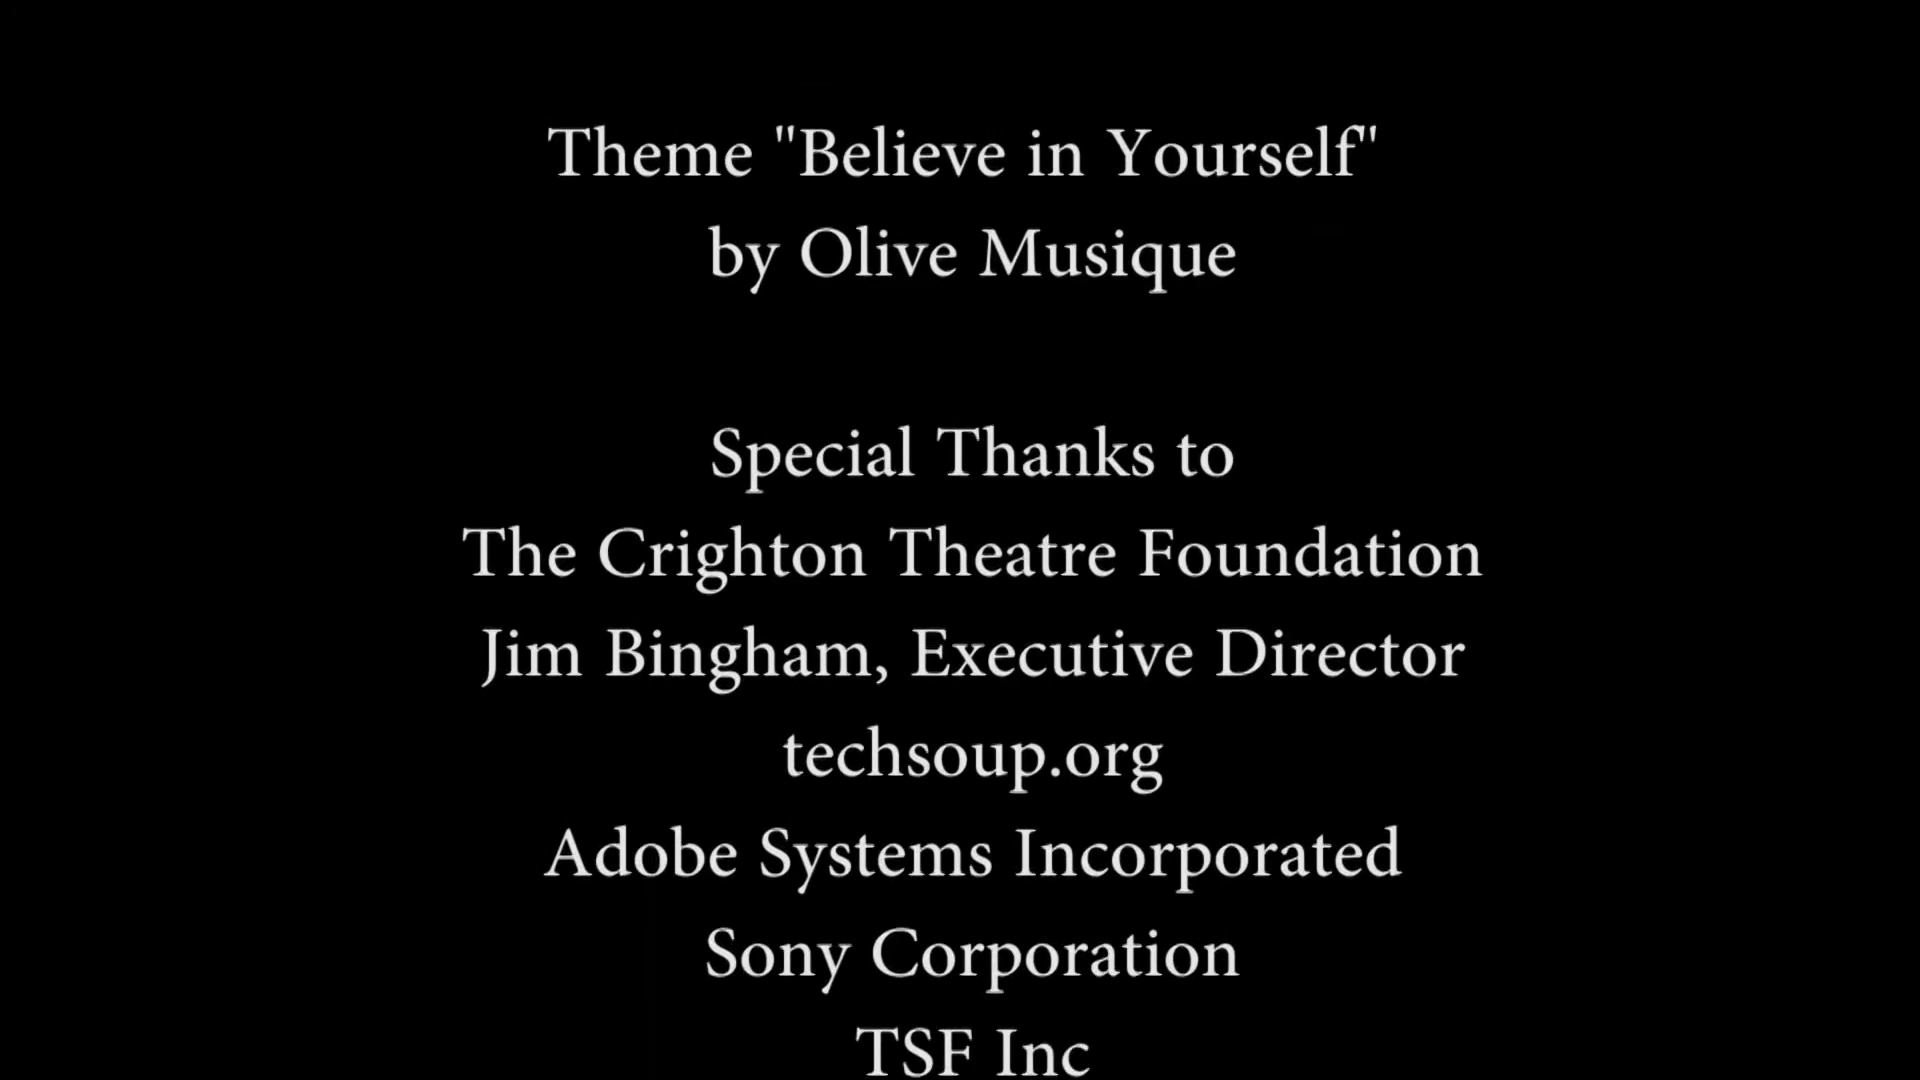 Theme "Believe in Yourself"
by Olive Musique
Special Thanks to
The Crighton Theatre Foundation
Jim Bingham, Executive Director
techsoup.org
Adobe Systems Incorporated
Sony Corporation
TSF Inc